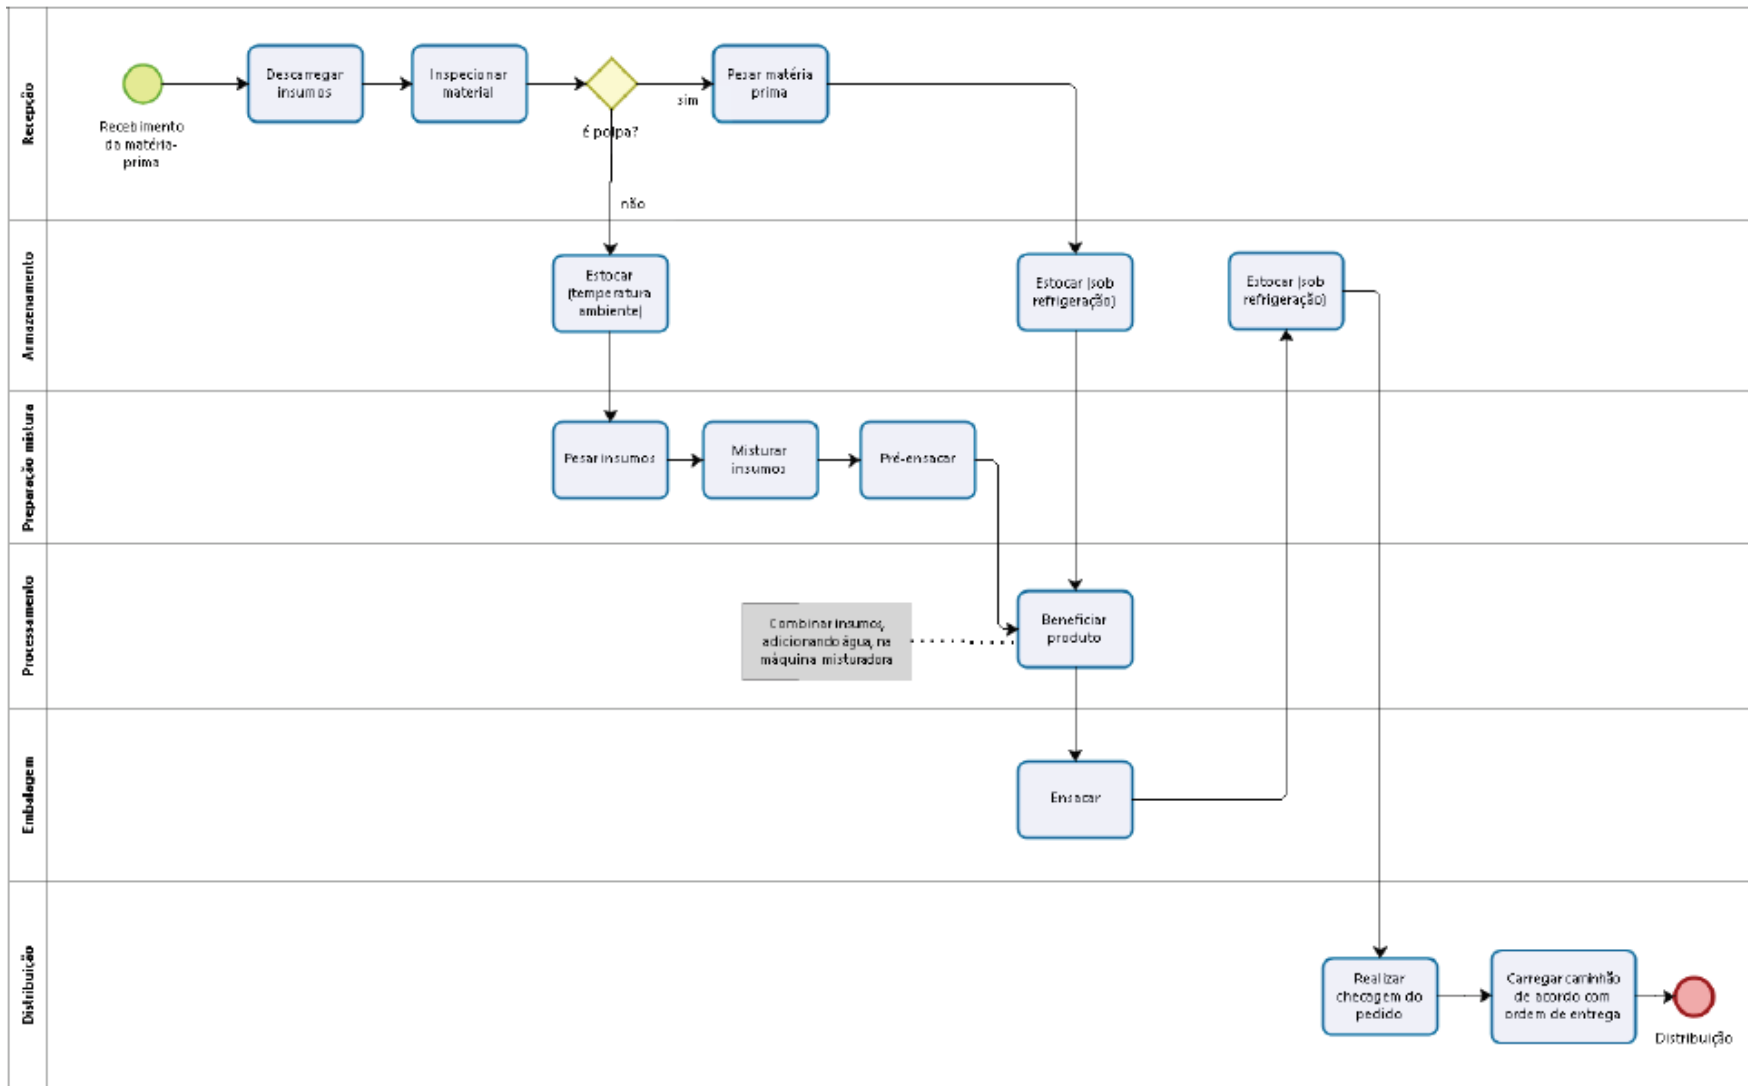 Recepção
Recebimento
da matéria-
prima
Descarregar
insumos
Inspecionar
material
É polpa?
sim
não
Pesar matéria
prima
Armazenamento
Estocar
(temperatura
ambiente)
Estocar (sob
refrigeração)
Estocar (sob
refrigeração)
Preparação mistura
Pesar insumos
Misturar
insumos
Pré-ensacar
Processamento
Combinar insumos,
adicionando água, na
máquina misturadora
Beneficiar
produto
Embalagem
Ensacar
Distribuição
Realizar
checagem do
pedido
Carregar caminhão
de acordo com
ordem de entrega
Distribuição